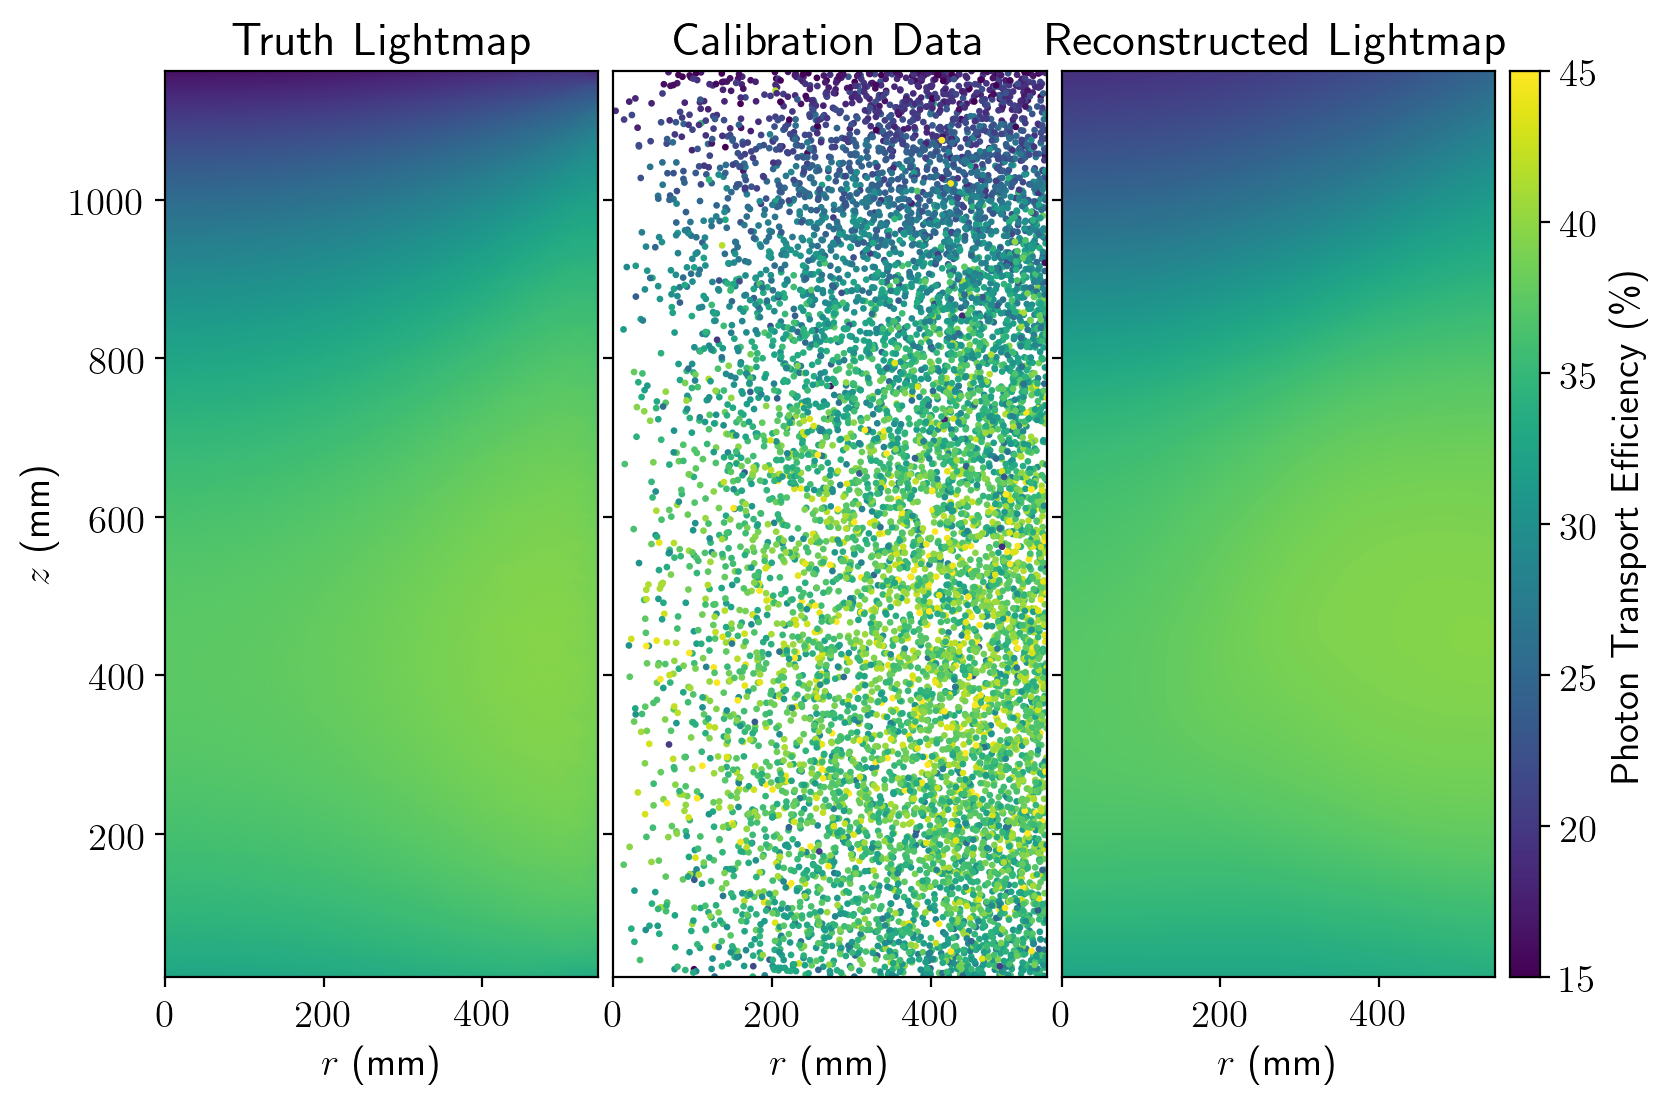 Truth Lightmap
Calibration Data
Reconstructed Lightmap
z (mm)
1000
800
600
400
200
0
200
400
r (mm)
0
200
400
r (mm)
0
200
400
r (mm)
45
40
35
30
25
20
15
Photon Transport Efficiency (%)